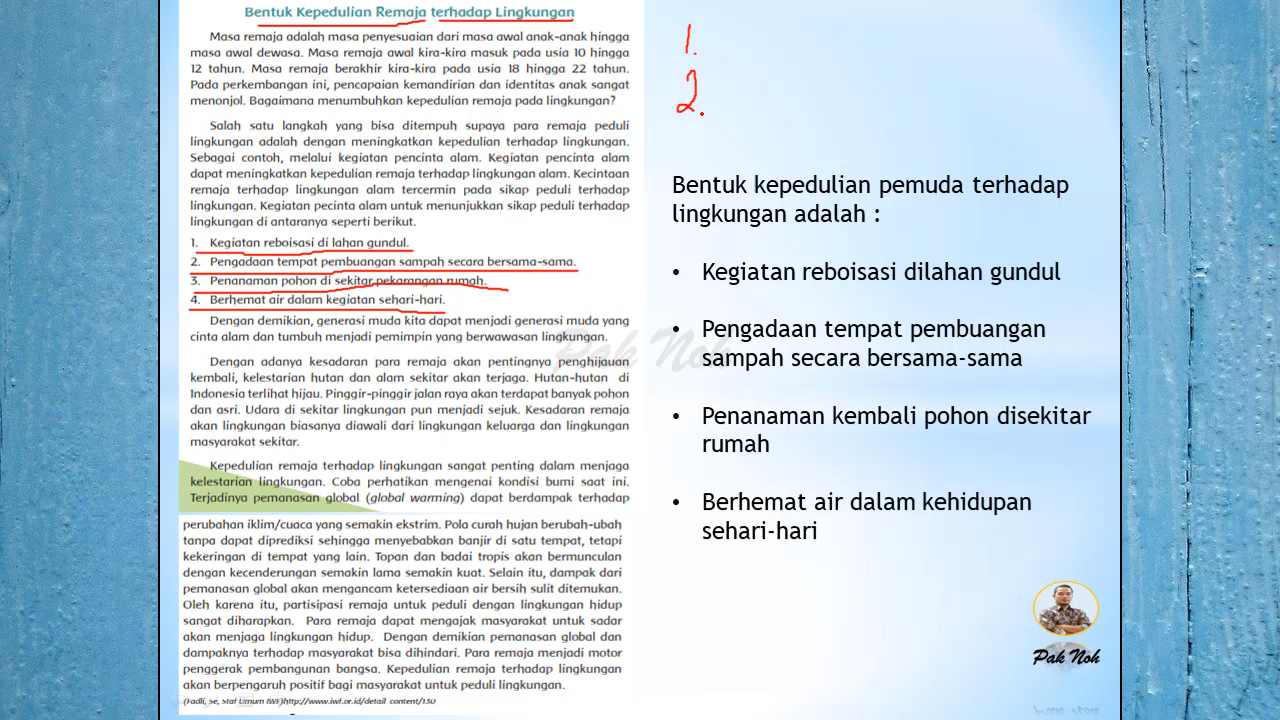 Bentuk Kepedulian Remaja terhadap Lingkungan
Masa remaja adalah masa penyesuaian dari masa awal anak-anak hingga
masa awal dewasa. Masa remaja awal kira-kira masuk pada usia 10 hingga
12 tahun. Masa remaja berakhir kira-kira pada usia 18 hingga 22 tahun.
Pada perkembangan ini, pencapaian kemandirian dan identitas anak sangat
menonjol. Bagaimana menumbuhkan kepedulian remaja pada lingkungan?
Salah satu langkah yang bisa ditempuh supaya para remaja peduli
lingkungan adalah dengan meningkatkan kepedulian terhadap lingkungan.
Sebagai contoh, melalui kegiatan pencinta alam. Kegiatan pencinta alam
dapat meningkatkan kepedulian remaja terhadap lingkungan alam. Kecintaan
remaja terhadap lingkungan alam tercermin pada sikap peduli terhadap
lingkungan. Kegiatan pecinta alam untuk menunjukkan sikap peduli terhadap
lingkungan di antaranya seperti berikut.
1. Kegiatan reboisasi di lahan gundul.
2. Pengadaan tempat pembuangan sampah secara bersama-sama.
3. Penanaman pohon di sekitar pekarangan rumah.
4. Berhemat air dalam kegiatan sehari-hari.
Dengan demikian, generasi muda kita dapat menjadi generasi muda yang
cinta alam dan tumbuh menjadi pemimpin yang berwawasan lingkungan.
Dengan adanya kesadaran para remaja akan pentingnya penghijauan
kembali, kelestarian hutan dan alam sekitar akan terjaga. Hutan-hutan di
Indonesia terlihat hijau. Pinggir-pinggir jalan raya akan terdapat banyak pohon
dan asri. Udara di sekitar lingkungan pun menjadi sejuk. Kesadaran remaja
akan lingkungan biasanya diawali dari lingkungan keluarga dan lingkungan
masyarakat sekitar.
Kepedulian remaja terhadap lingkungan sangat penting dalam menjaga
kelestarian lingkungan. Coba perhatikan mengenai kondisi bumi saat ini.
Terjadinya pemanasan global (global warming) dapat berdampak terhadap
perubahan iklim/cuaca yang semakin ekstrim. Pola curah hujan berubah-ubah
tanpa dapat diprediksi sehingga menyebabkan banjir di satu tempat, tetapi
kekeringan di tempat yang lain. Topan dan badai tropis akan bermunculan
dengan kecenderungan semakin lama semakin kuat. Selain itu, dampak dari
pemanasan global akan mengancam ketersediaan air bersih sulit ditemukan.
Oleh karena itu, partisipasi remaja untuk peduli dengan lingkungan hidup
sangat diharapkan. Para remaja dapat mengajak masyarakat untuk sadar
akan menjaga lingkungan hidup. Dengan demikian pemanasan global dan
dampaknya terhadap masyarakat bisa dihindari. Para remaja menjadi motor
penggerak pembangunan bangsa. Kepedulian remaja terhadap lingkungan
akan berpengaruh positif bagi masyarakat untuk peduli lingkungan.
(Fadli, Se, Staf Umum IWF)http://www.iwf.or.id/detail_content/130
1.
2.
Bentuk kepedulian pemuda terhadap
lingkungan adalah :
• Kegiatan reboisasi dilahan gundul
• Pengadaan tempat pembuangan
sampah secara bersama-sama
• Penanaman kembali pohon disekitar
rumah
• Berhemat air dalam kehidupan
sehari-hari
Pak Noh
Pak Noh